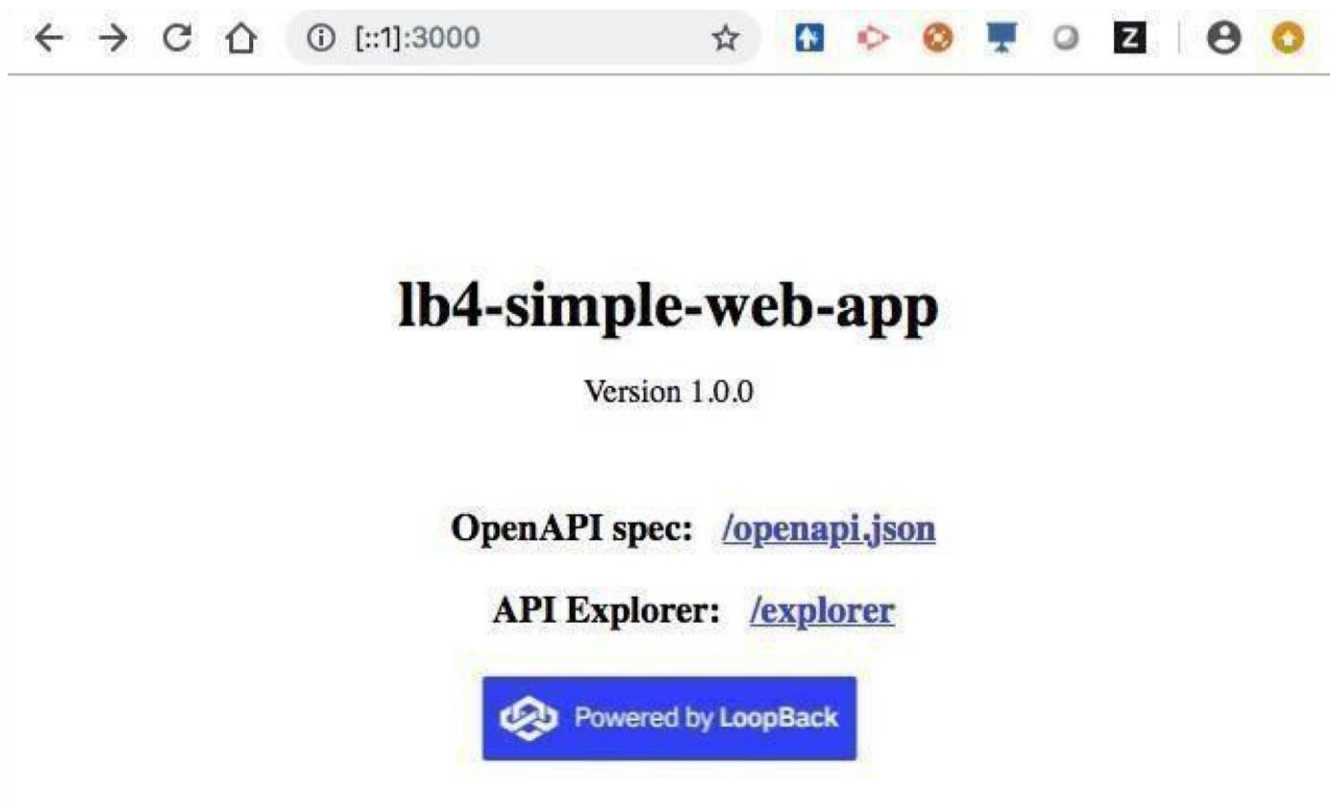 [::1]:3000
Z
lb4-simple-web-app
Version 1.0.0
OpenAPI spec: /openapi.json
API Explorer: /explorer
Powered by LoopBack